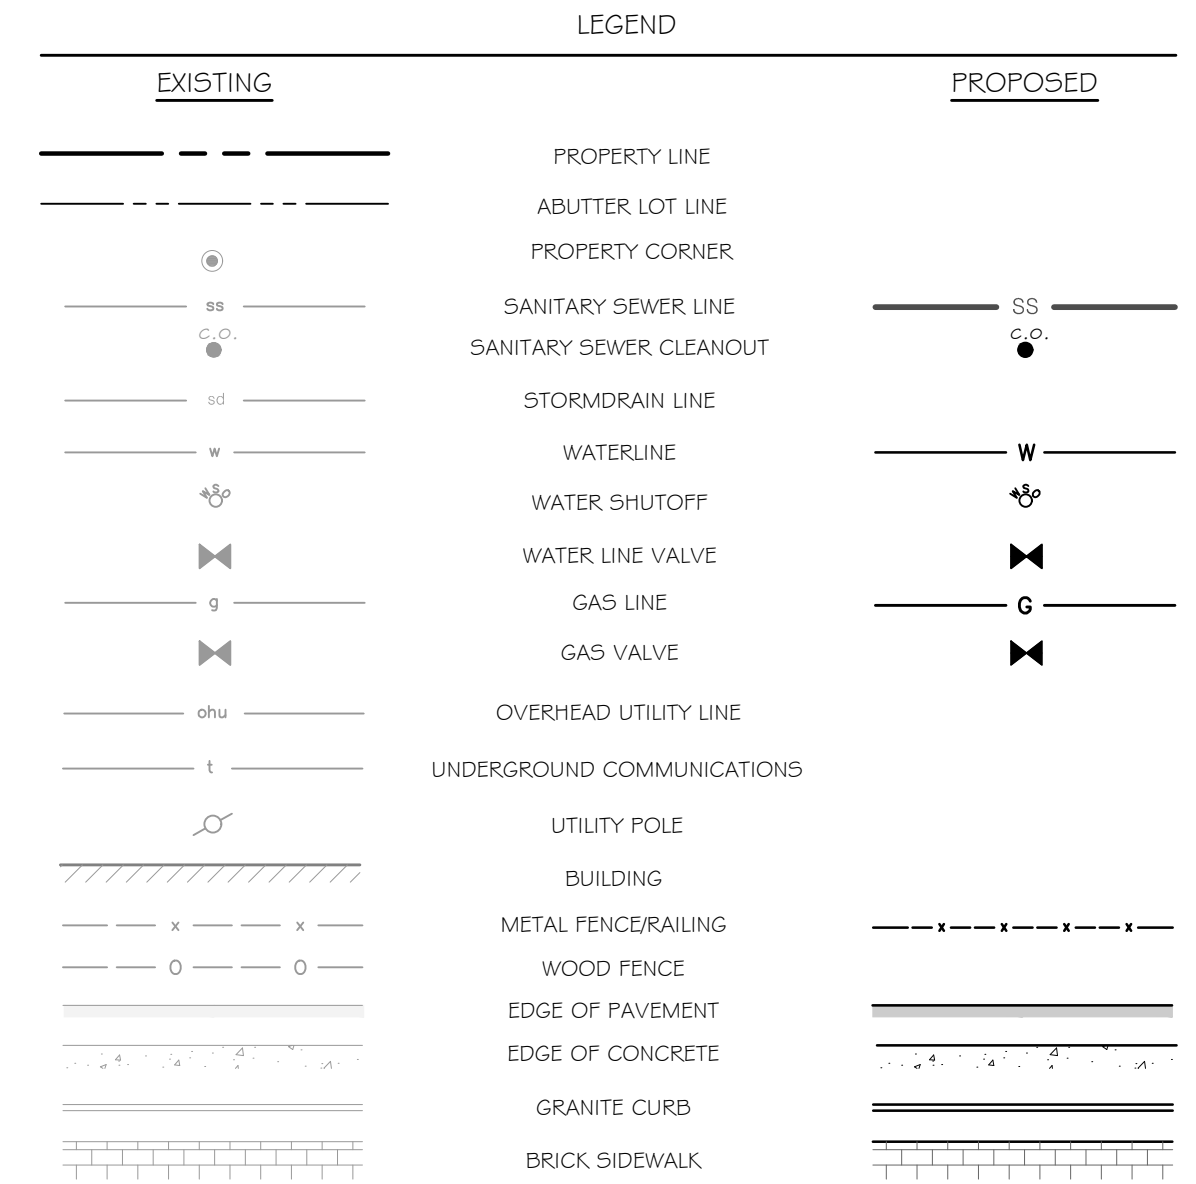 LEGEND
EXISTING PROPOSED
PROPERTY LINE
ABUTTER LOT LINE
PROPERTY CORNER
ss SANITARY SEWER LINE SS
C.O. C.O.
SANITARY SEWER CLEANOUT
sd STORMDRAIN LINE
w WATERLINE W
WSO WATER SHUTOFF WSO
WATER LINE VALVE
g GAS LINE G
GAS VALVE
ohu OVERHEAD UTILITY LINE
t UNDERGROUND COMMUNICATIONS
UTILITY POLE
BUILDING
x x METAL FENCE/RAILING x x x x
O O WOOD FENCE
EDGE OF PAVEMENT
EDGE OF CONCRETE
GRANITE CURB
BRICK SIDEWALK